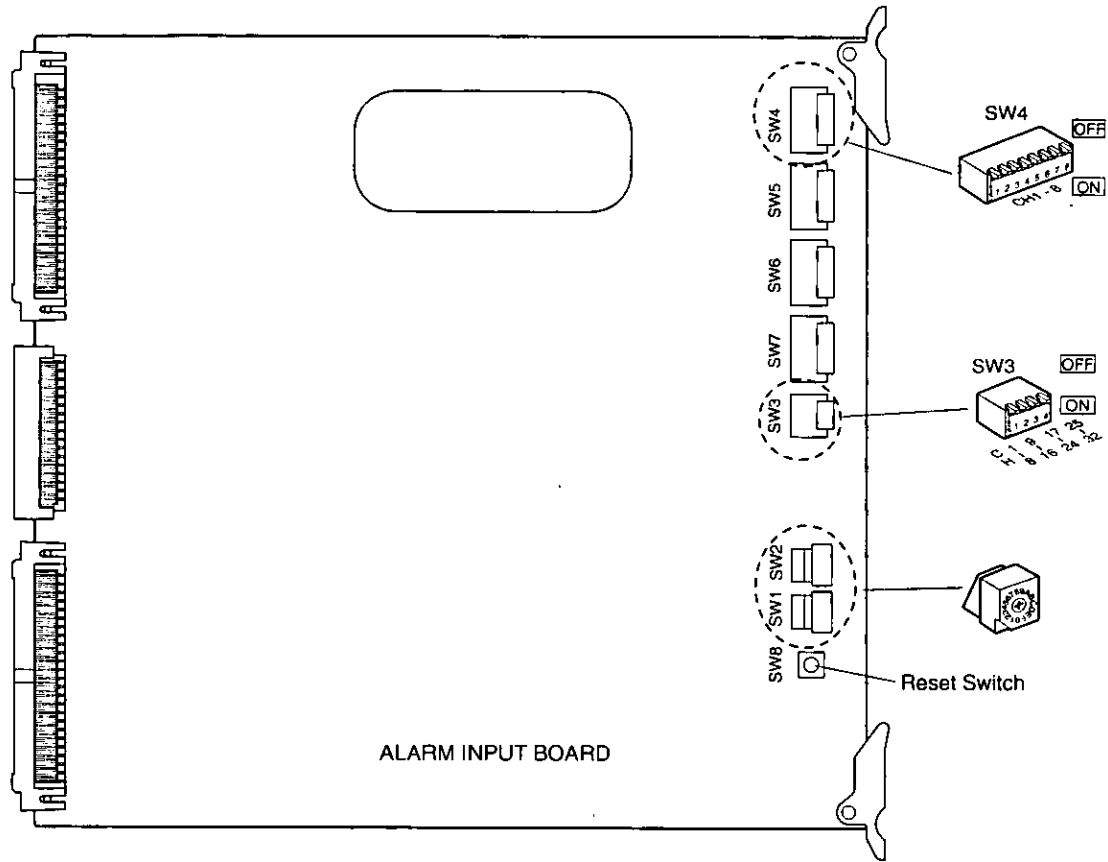 SW4
OFF
1 2 3 4 5 6 7 8
ON
CH1 - 8
SW4
SW5
SW6
SW7
SW3
SW3
OFF
ON
1 2 3 4
CH 1-8 9-16 17-24 25-32
SW2
SW1
SW8
Reset Switch
ALARM INPUT BOARD